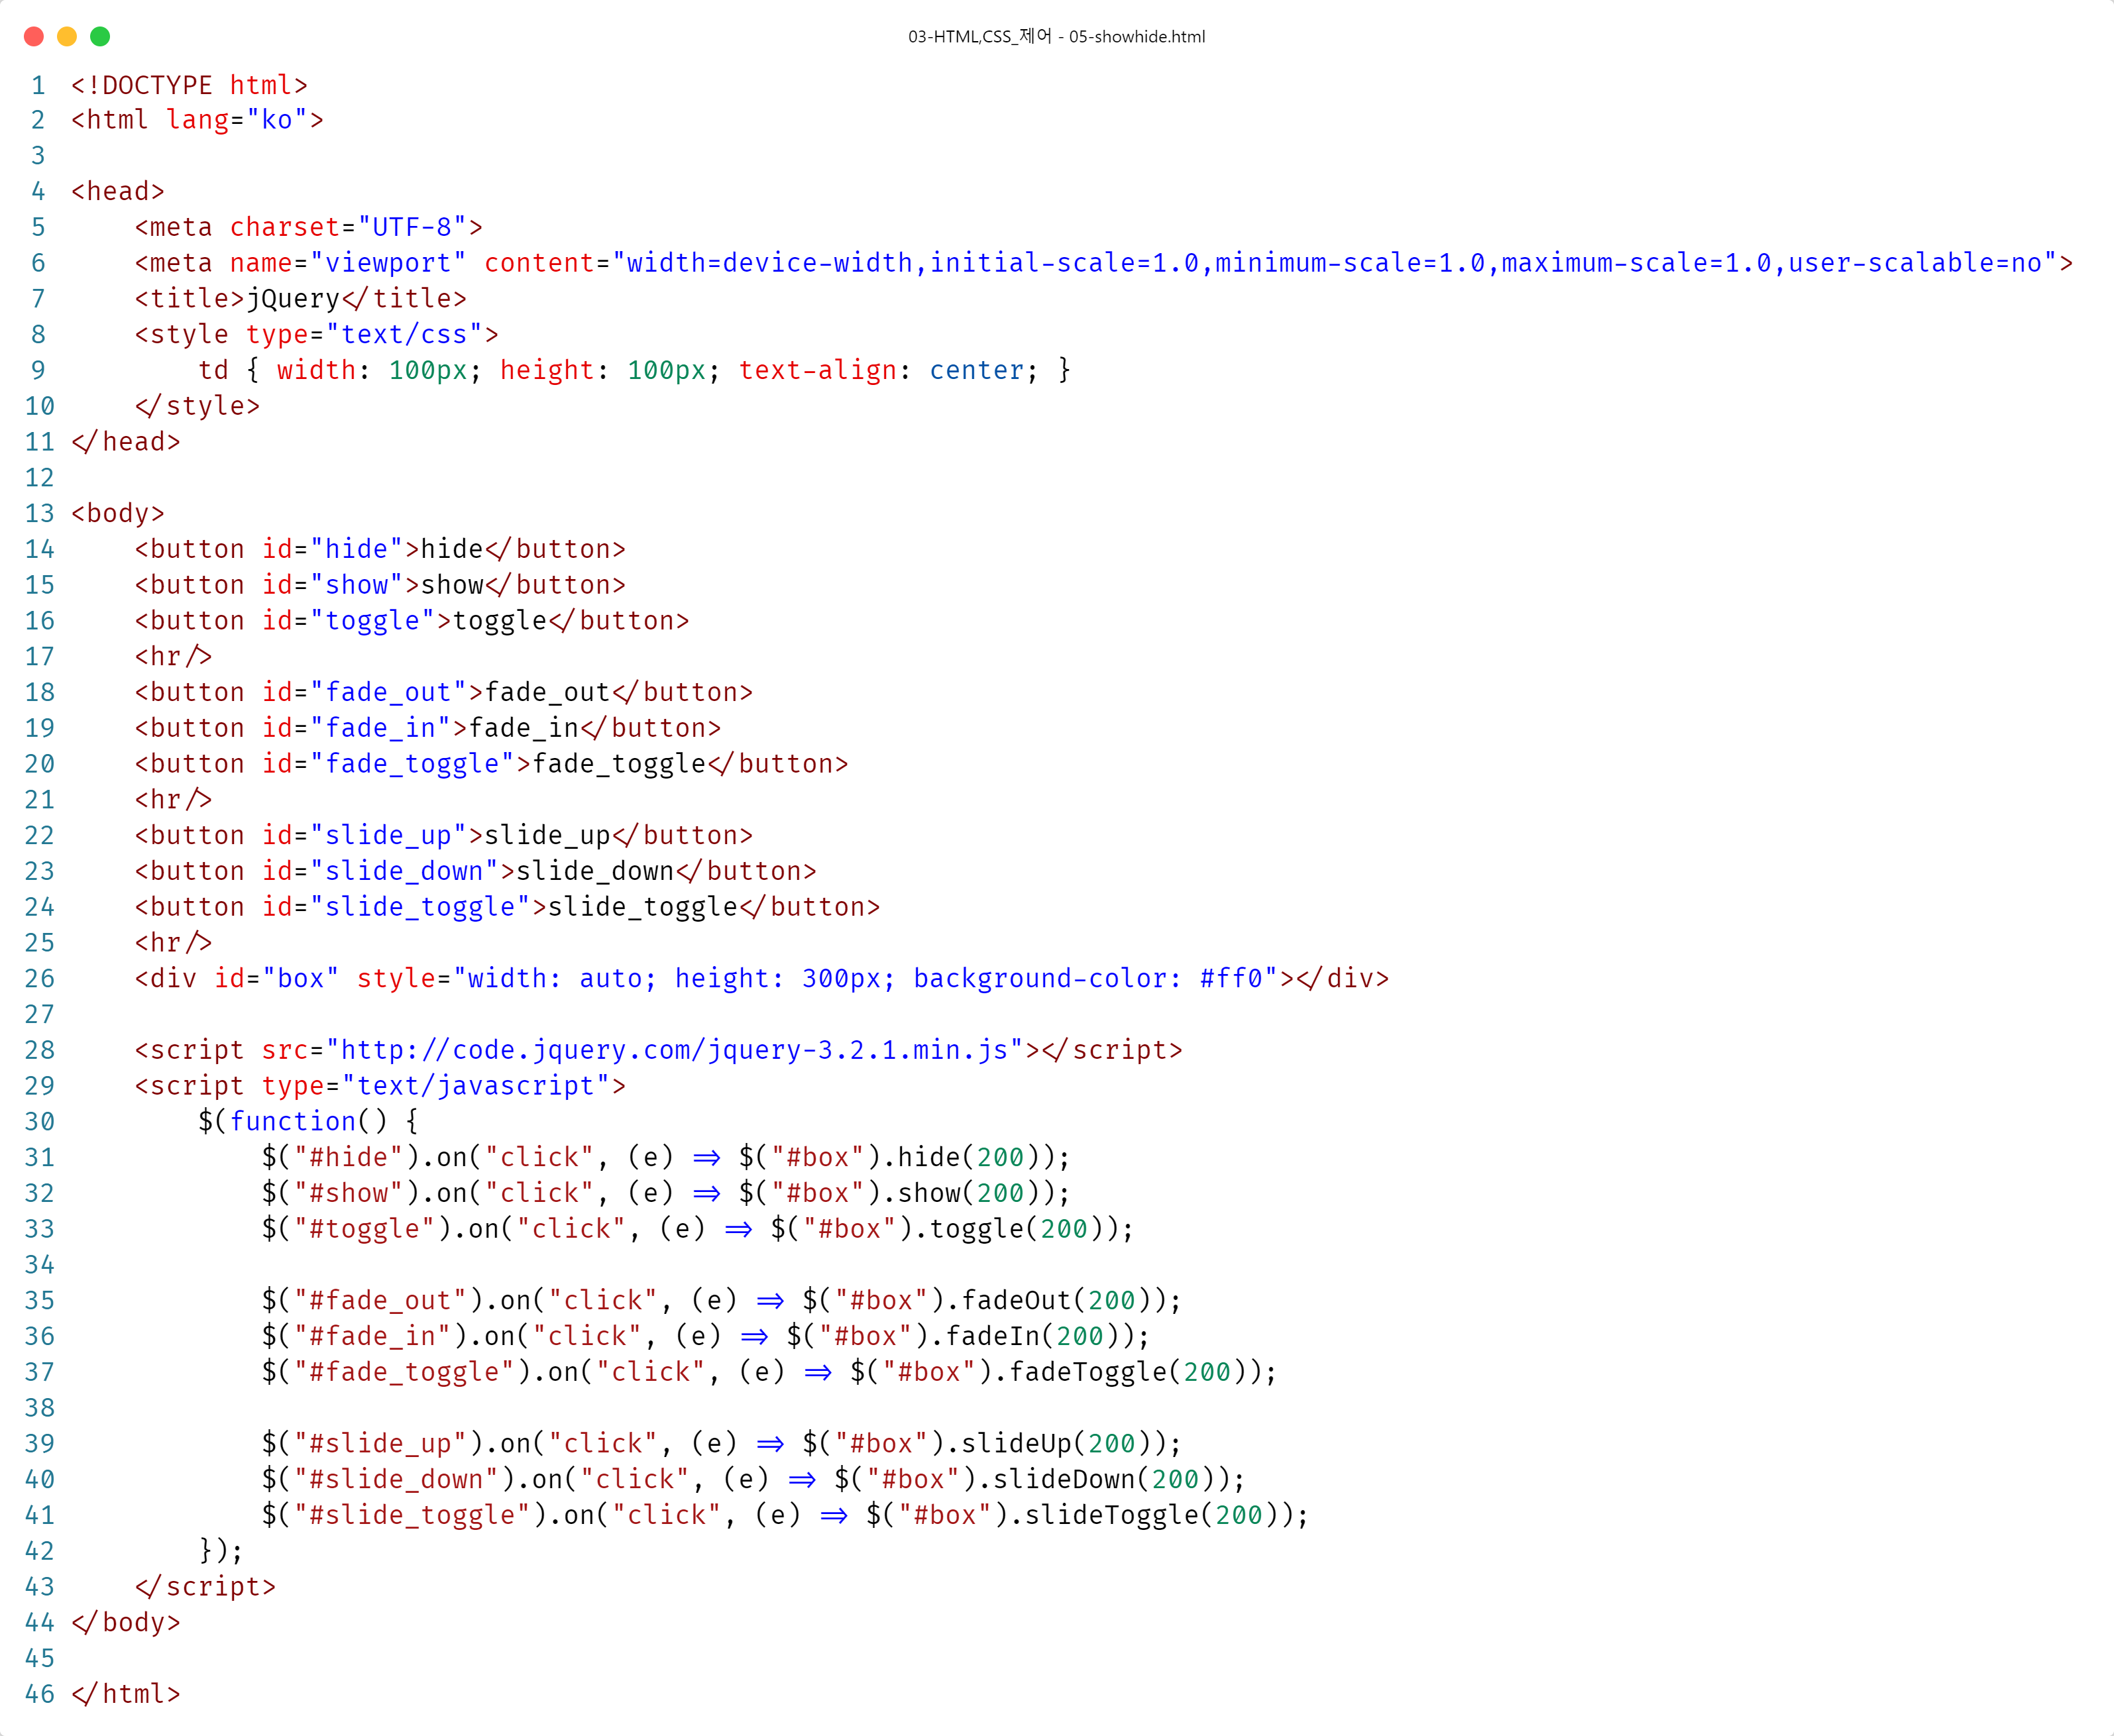 03-HTML,CSS_제어 - 05-showhide.html
1 <!DOCTYPE html>
2 <html lang="ko">
3
4 <head>
5     <meta charset="UTF-8">
6     <meta name="viewport" content="width=device-width,initial-scale=1.0,minimum-scale=1.0,maximum-scale=1.0,user-scalable=no">
7     <title>jQuery</title>
8     <style type="text/css">
9         td { width: 100px; height: 100px; text-align: center; }
10     </style>
11 </head>
12
13 <body>
14     <button id="hide">hide</button>
15     <button id="show">show</button>
16     <button id="toggle">toggle</button>
17     <hr/>
18     <button id="fade_out">fade_out</button>
19     <button id="fade_in">fade_in</button>
20     <button id="fade_toggle">fade_toggle</button>
21     <hr/>
22     <button id="slide_up">slide_up</button>
23     <button id="slide_down">slide_down</button>
24     <button id="slide_toggle">slide_toggle</button>
25     <hr/>
26     <div id="box" style="width: auto; height: 300px; background-color: #ff0"></div>
27
28     <script src="http://code.jquery.com/jquery-3.2.1.min.js"></script>
29     <script type="text/javascript">
30         $(function() {
31             $("#hide").on("click", (e) => $("#box").hide(200));
32             $("#show").on("click", (e) => $("#box").show(200));
33             $("#toggle").on("click", (e) => $("#box").toggle(200));
34
35             $("#fade_out").on("click", (e) => $("#box").fadeOut(200));
36             $("#fade_in").on("click", (e) => $("#box").fadeIn(200));
37             $("#fade_toggle").on("click", (e) => $("#box").fadeToggle(200));
38
39             $("#slide_up").on("click", (e) => $("#box").slideUp(200));
40             $("#slide_down").on("click", (e) => $("#box").slideDown(200));
41             $("#slide_toggle").on("click", (e) => $("#box").slideToggle(200));
42         });
43     </script>
44 </body>
45
46 </html>